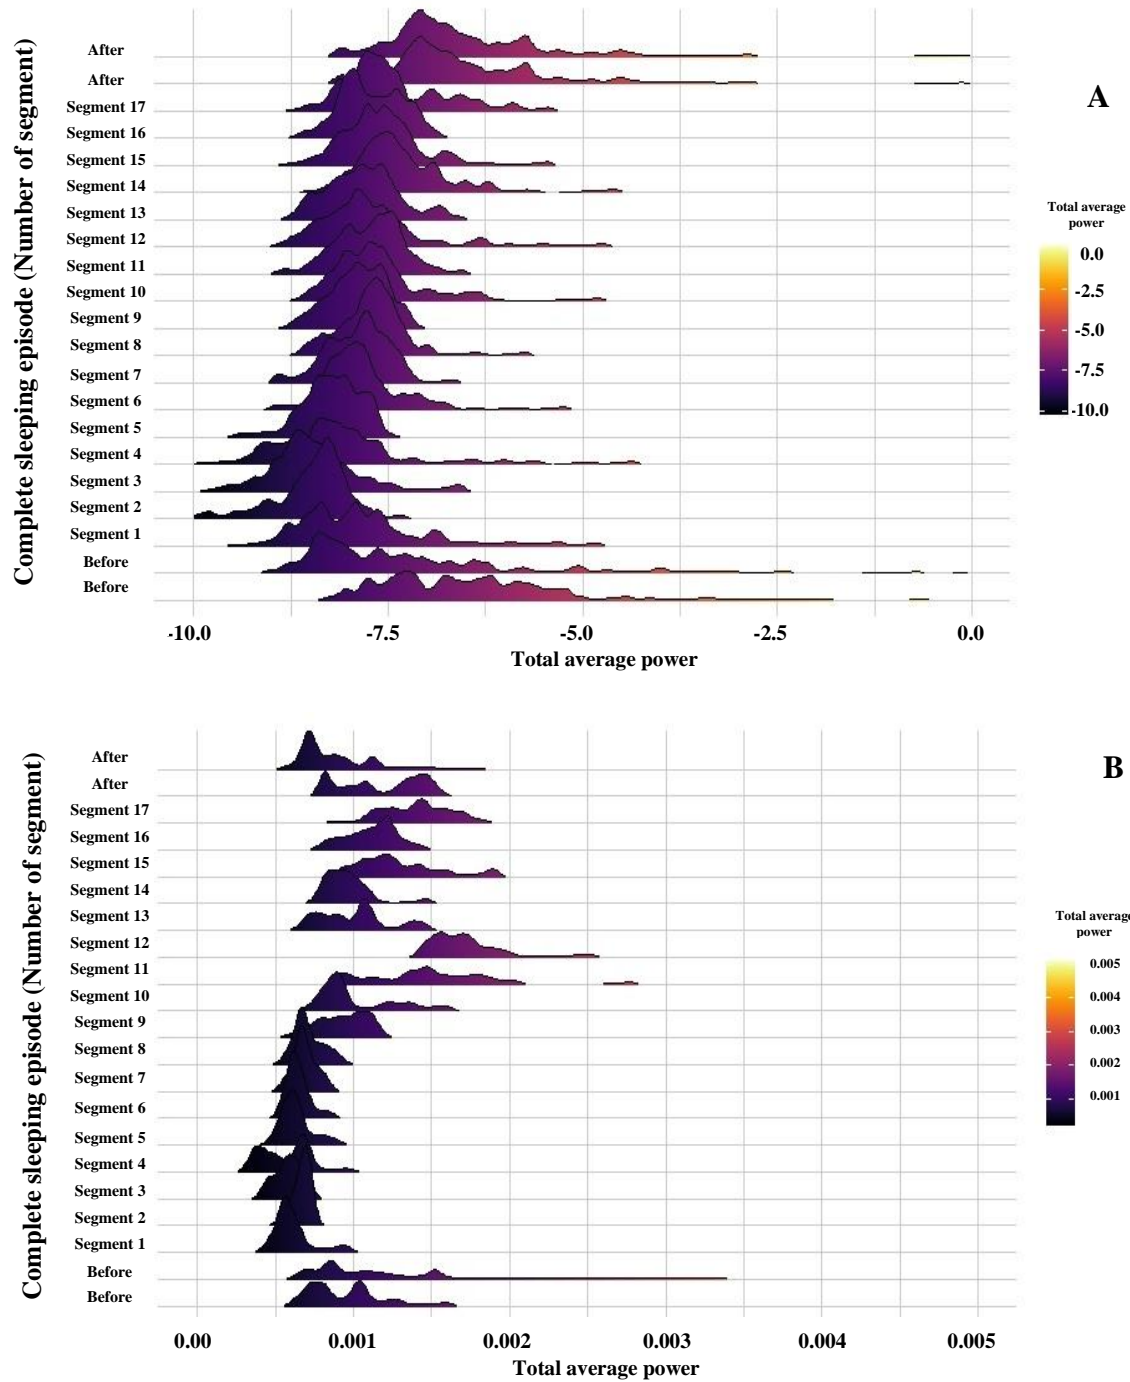 Complete sleeping episode (Number of segment)
After
After
Segment 17
Segment 16
Segment 15
Segment 14
Segment 13
Segment 12
Segment 11
Segment 10
Segment 9
Segment 8
Segment 7
Segment 6
Segment 5
Segment 4
Segment 3
Segment 2
Segment 1
Before
Before
-10.0 -7.5 -5.0 -2.5 0.0
Total average power
A
Total average
power
0.0
-2.5
-5.0
-7.5
-10.0
Complete sleeping episode (Number of segment)
After
After
Segment 17
Segment 16
Segment 15
Segment 14
Segment 13
Segment 12
Segment 11
Segment 10
Segment 9
Segment 8
Segment 7
Segment 6
Segment 5
Segment 4
Segment 3
Segment 2
Segment 1
Before
Before
0.00 0.001 0.002 0.003 0.004 0.005
Total average power
B
Total average
power
0.005
0.004
0.003
0.002
0.001